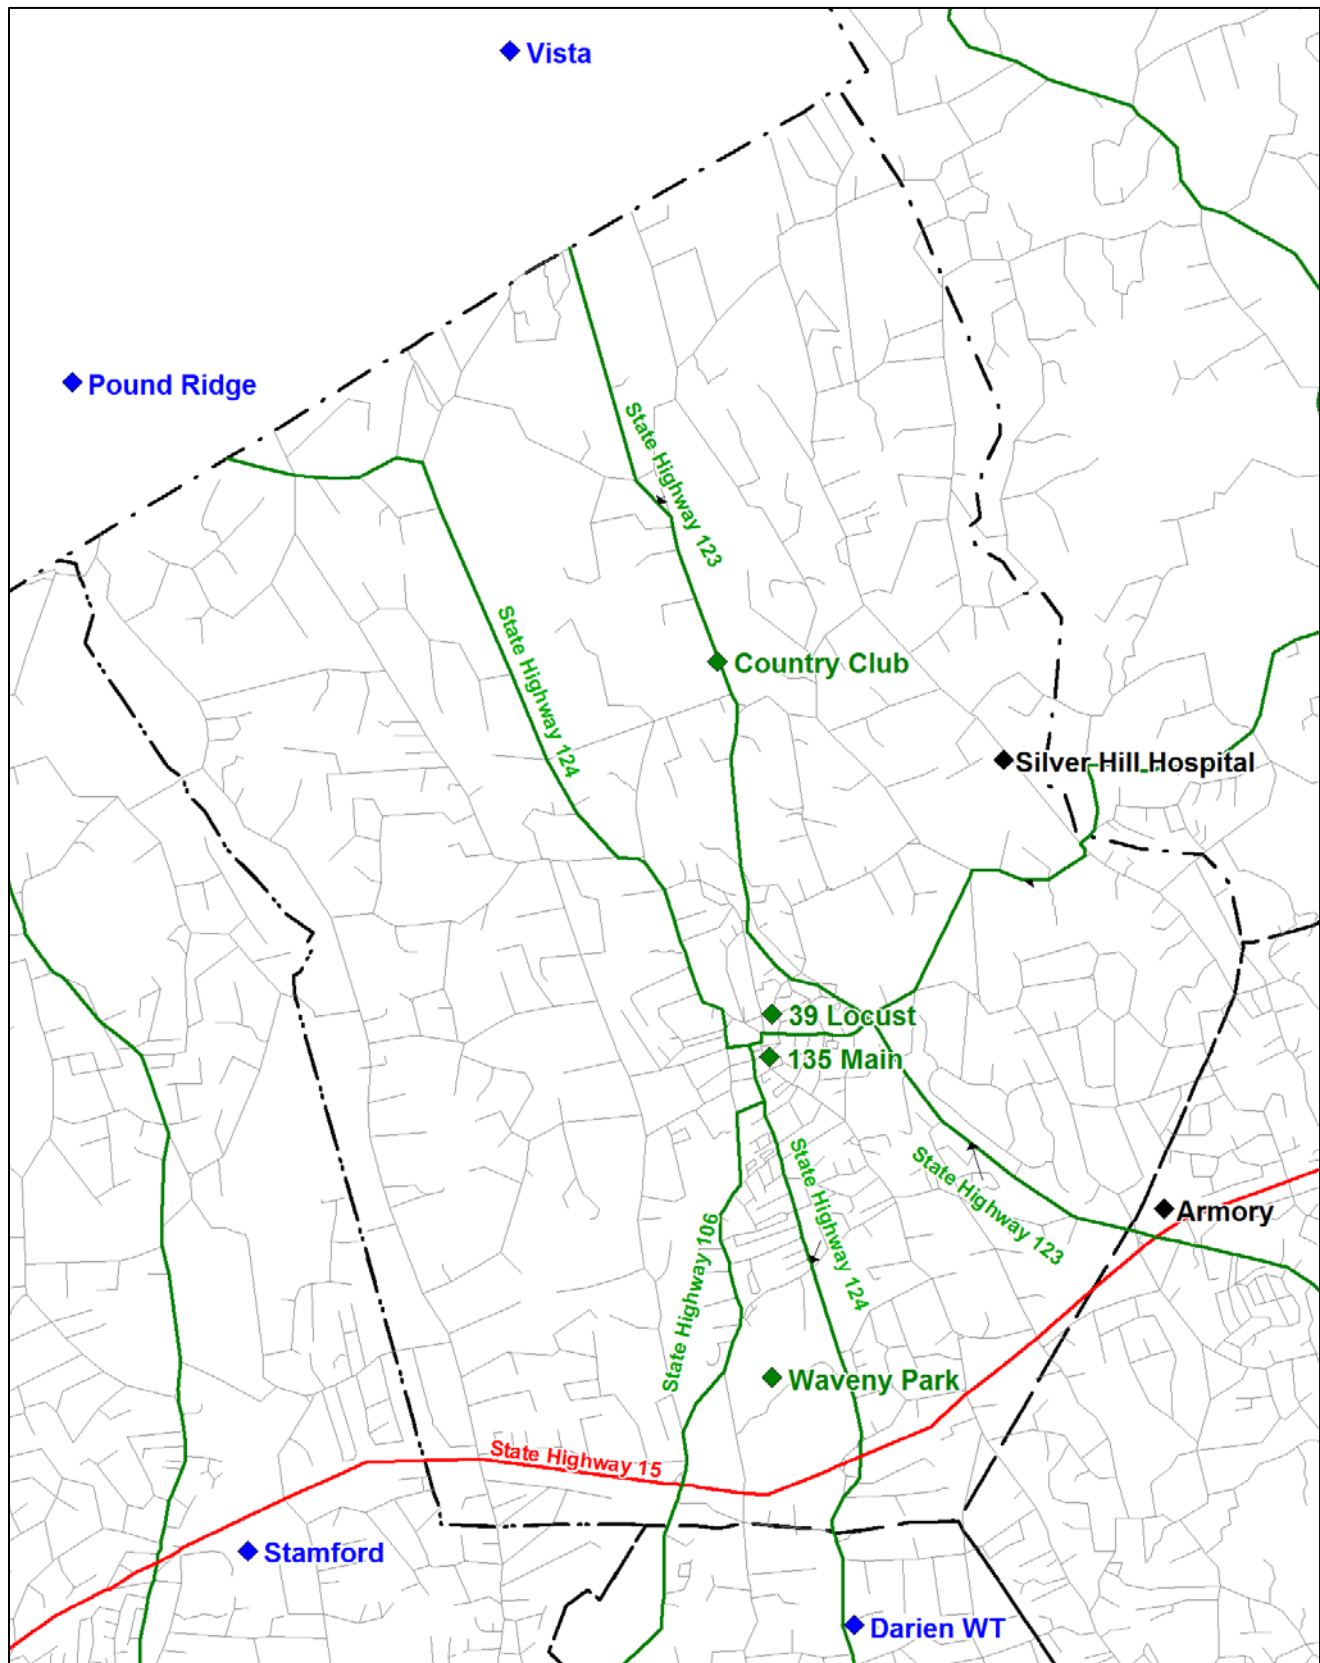 Vista
Pound Ridge
State Highway 123
State Highway 124
Country Club
Silver Hill Hospital
39 Locust
135 Main
State Highway 124
State Highway 123
Armory
State Highway 106
Waveny Park
State Highway 15
Stamford
Darien WT